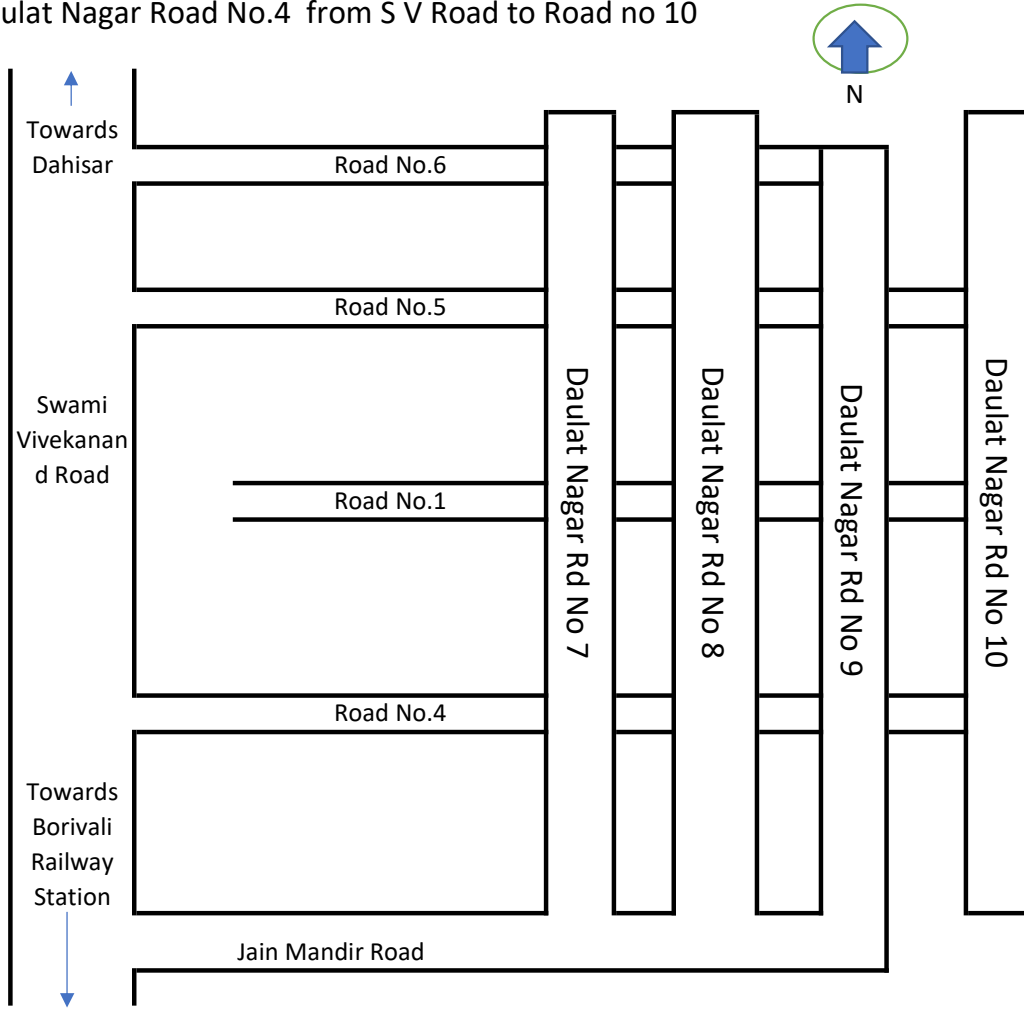 ulat Nagar Road No.4 from S V Road to Road no 10
N
Towards
Dahisar
Road No.6
Road No.5
Swami
Vivekanan
d Road
Road No.1
Daulat Nagar Rd No 7
Daulat Nagar Rd No 8
Daulat Nagar Rd No 9
Daulat Nagar Rd No 10
Road No.4
Towards
Borivali
Railway
Station
Jain Mandir Road